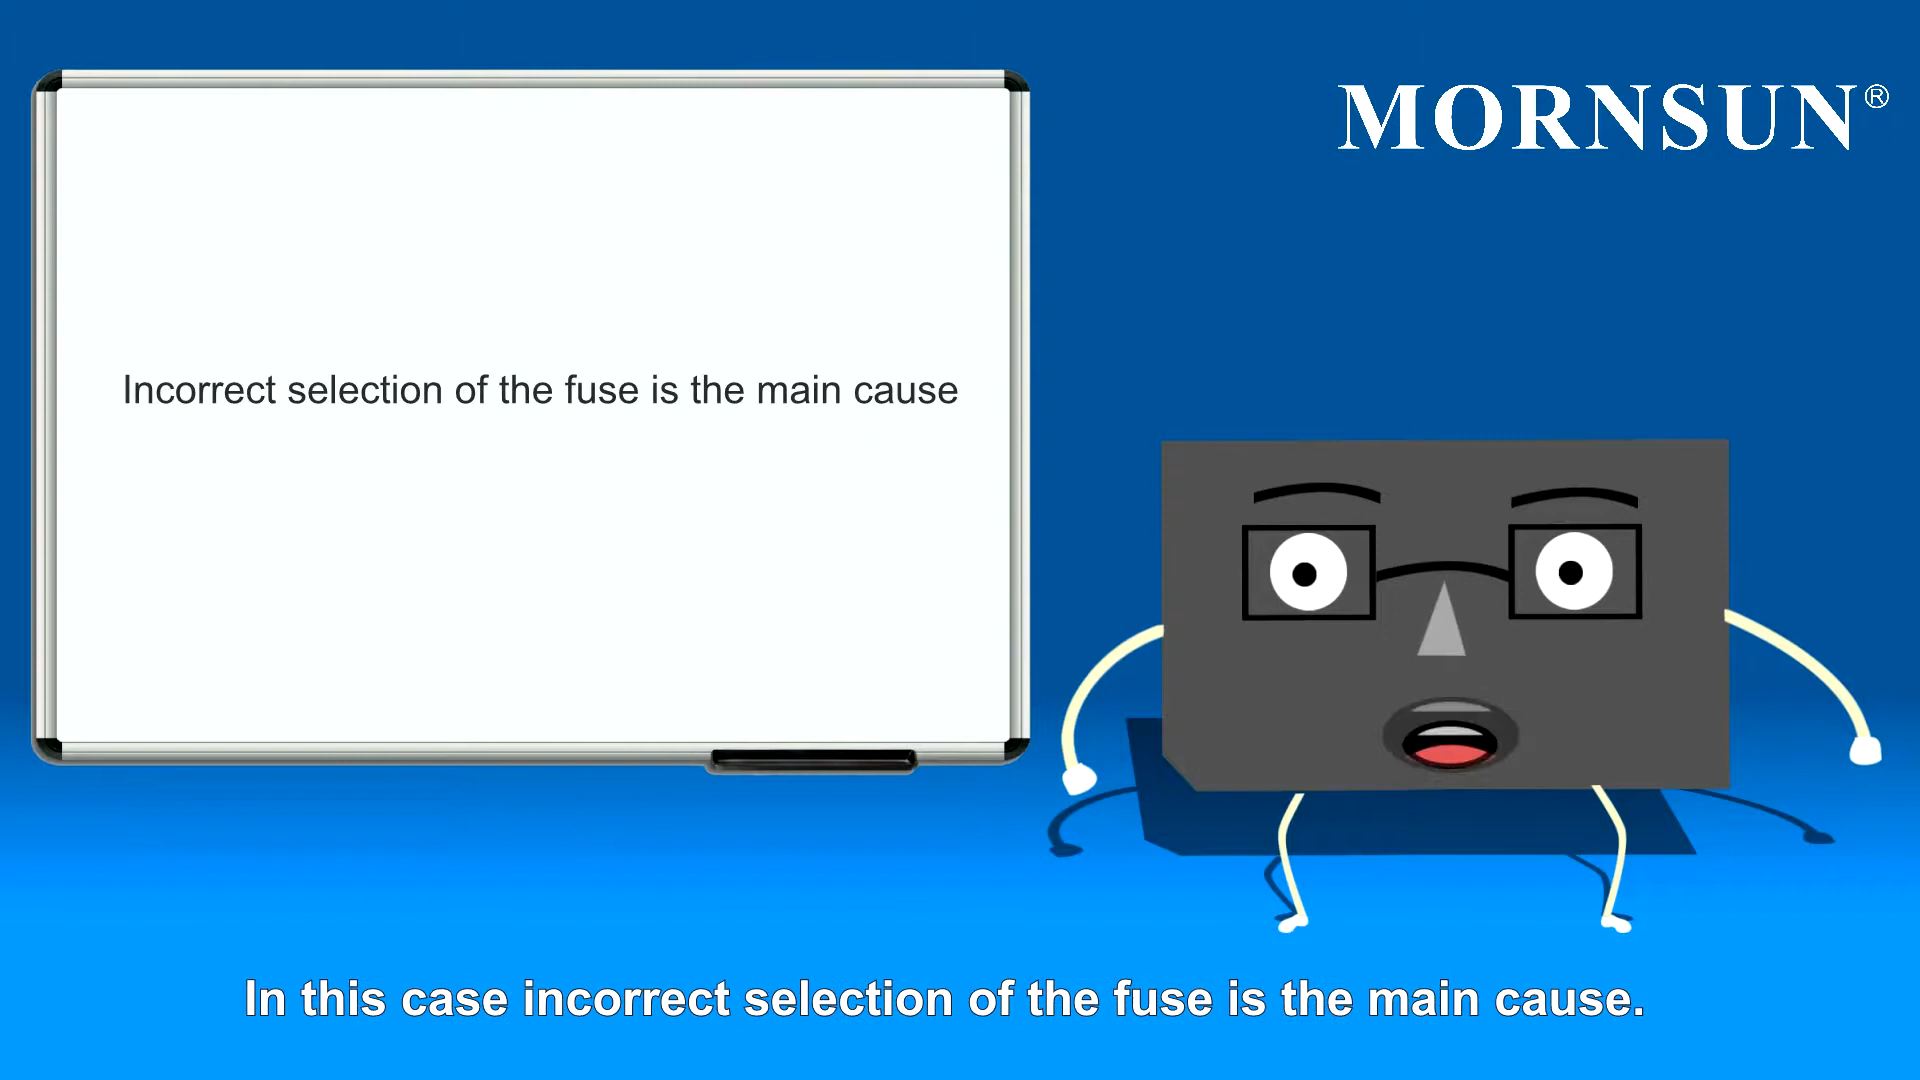 MORNSUN®
Incorrect selection of the fuse is the main cause
In this case incorrect selection of the fuse is the main cause.